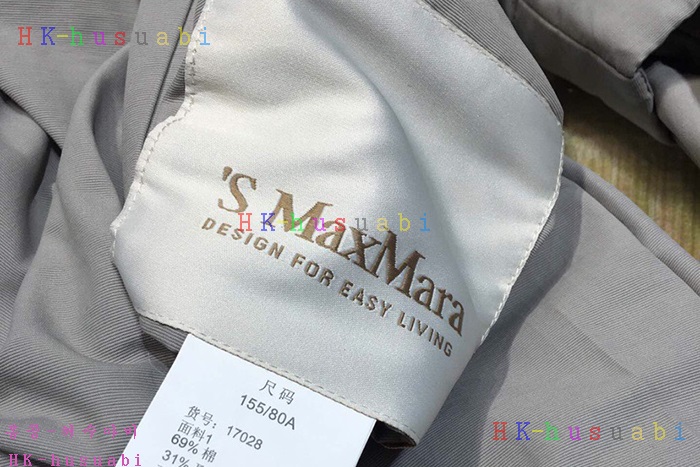 HK-husuabi
'S MaxMara
HK-husuabi
DESIGN FOR EASY LIVING
尺码
155/80A
货号: 17028
面料1
69% 棉
31%
HK-husuabi
HK husuabi